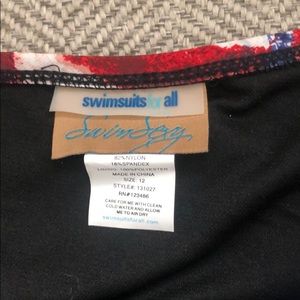 swimsuitsforall
SwimSexy
82%NYLON
18%SPANDEX
LINING: 100%POLYESTER
MADE IN CHINA
SIZE: 12
STYLE#: 131027
RN#129486
CARE FOR ME WITH CLEAN
COLD WATER AND ALLOW
ME TO AIR DRY
swimsuitsforall.com